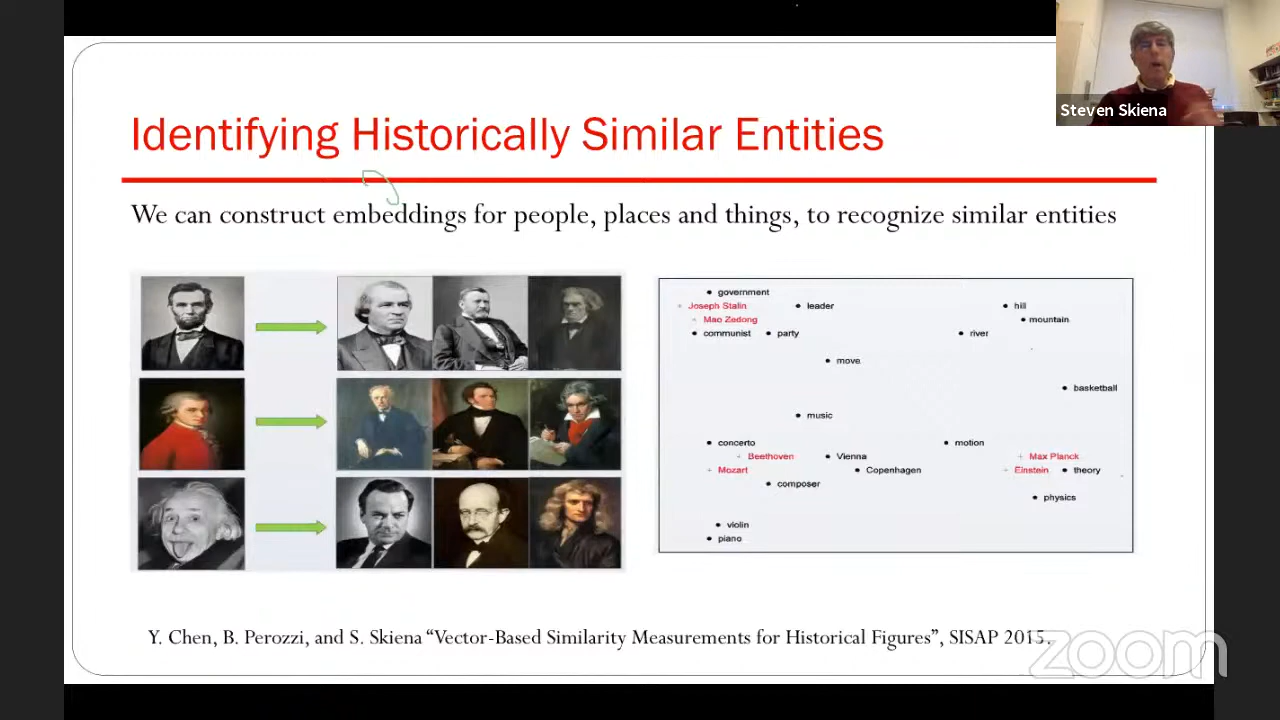 Steven Skiena
Identifying Historically Similar Entities
We can construct embeddings for people, places and things, to recognize similar entities
government
Joseph Stalin
leader
hill
Mao Zedong
mountain
communist
party
river
move
basketball
music
concerto
motion
Beethoven
Vienna
Max Planck
Mozart
Copenhagen
Einstein
theory
composer
physics
violin
piano
Y. Chen, B. Perozzi, and S. Skiena “Vector-Based Similarity Measurements for Historical Figures”, SISAP 2015.
zoom